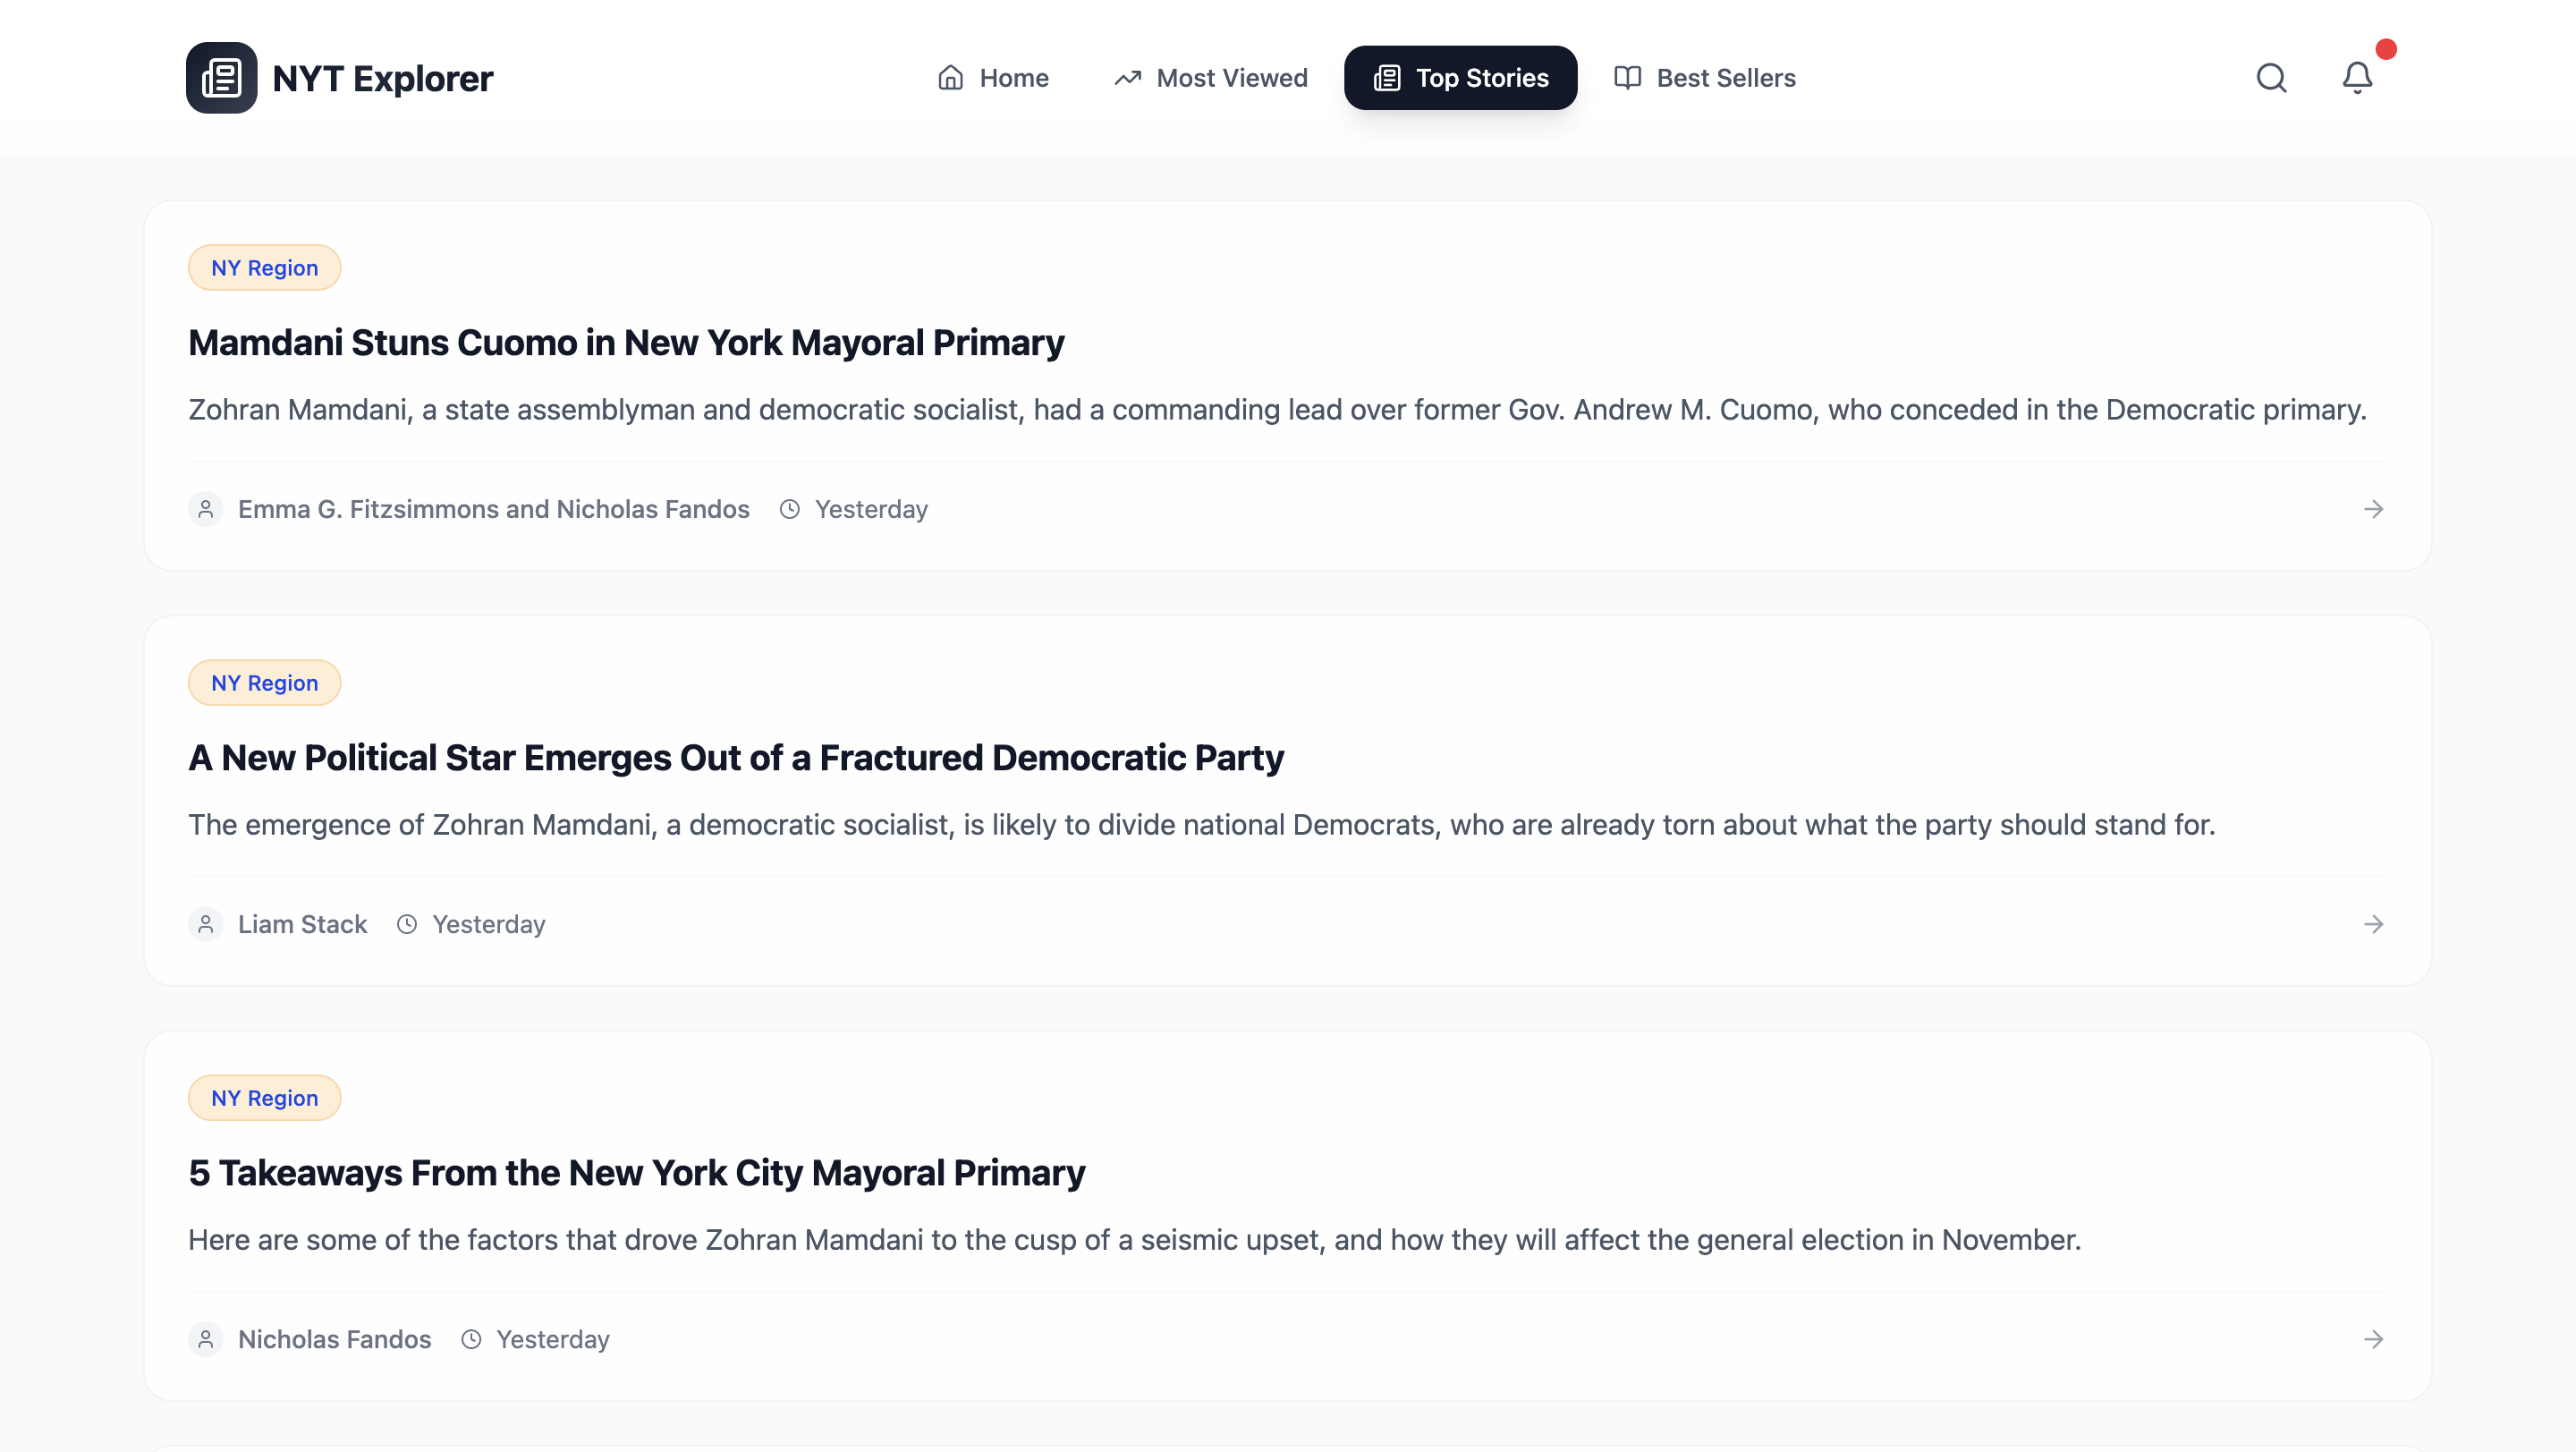 NYT Explorer
Home
Most Viewed
Top Stories
Best Sellers
NY Region
Mamdani Stuns Cuomo in New York Mayoral Primary
Zohran Mamdani, a state assemblyman and democratic socialist, had a commanding lead over former Gov. Andrew M. Cuomo, who conceded in the Democratic primary.
Emma G. Fitzsimmons and Nicholas Fandos
Yesterday
NY Region
A New Political Star Emerges Out of a Fractured Democratic Party
The emergence of Zohran Mamdani, a democratic socialist, is likely to divide national Democrats, who are already torn about what the party should stand for.
Liam Stack
Yesterday
NY Region
5 Takeaways From the New York City Mayoral Primary
Here are some of the factors that drove Zohran Mamdani to the cusp of a seismic upset, and how they will affect the general election in November.
Nicholas Fandos
Yesterday